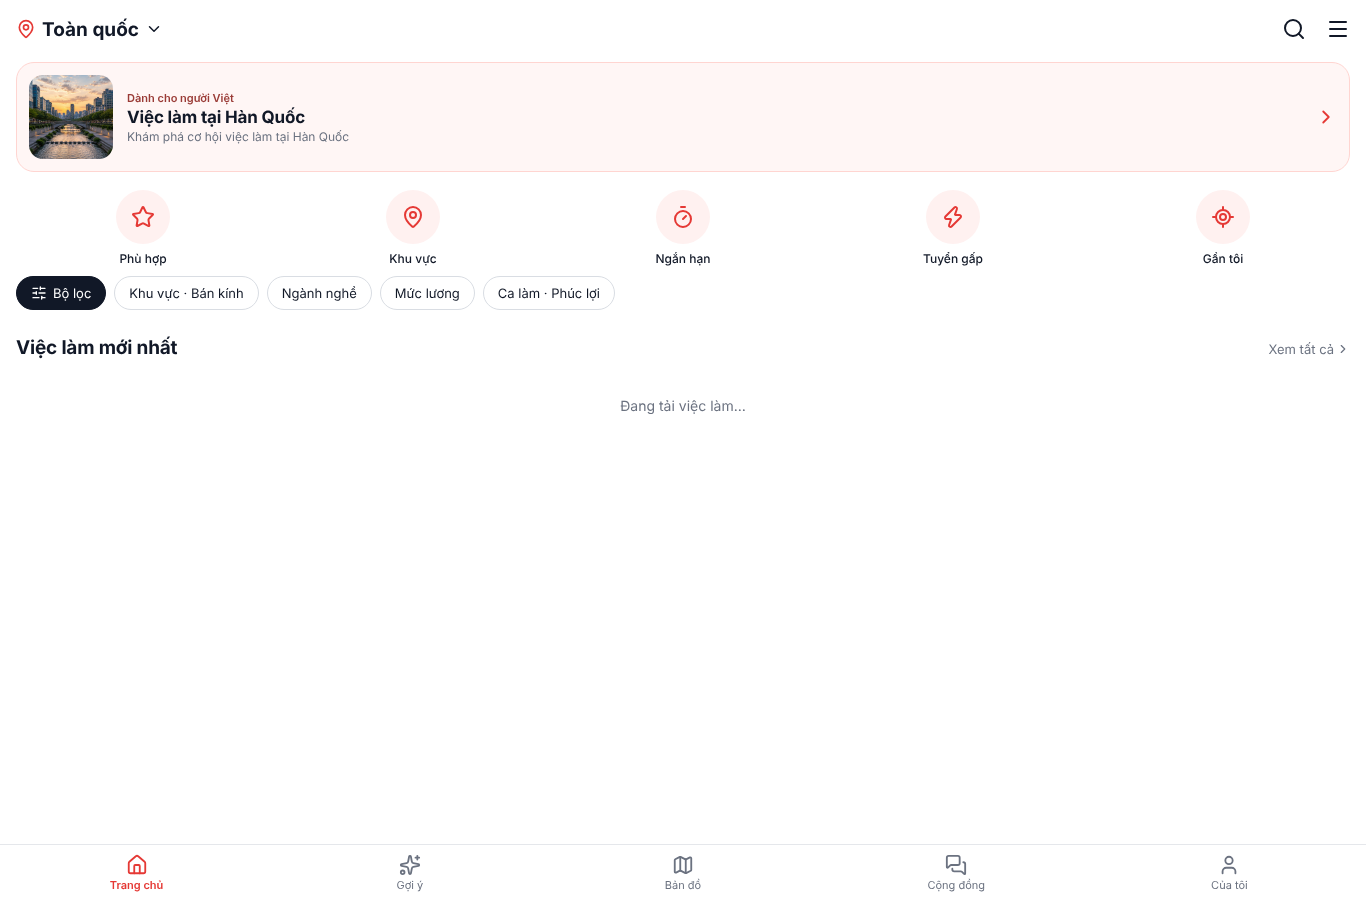 Toàn quốc
Dành cho người Việt
Việc làm tại Hàn Quốc
Khám phá cơ hội việc làm tại Hàn Quốc
Phù hợp
Khu vực
Ngắn hạn
Tuyển gấp
Gần tôi
Bộ lọc
Khu vực · Bán kính
Ngành nghề
Mức lương
Ca làm · Phúc lợi
Việc làm mới nhất
Xem tất cả
Đang tải việc làm...
Trang chủ
Gợi ý
Bản đồ
Cộng đồng
Của tôi